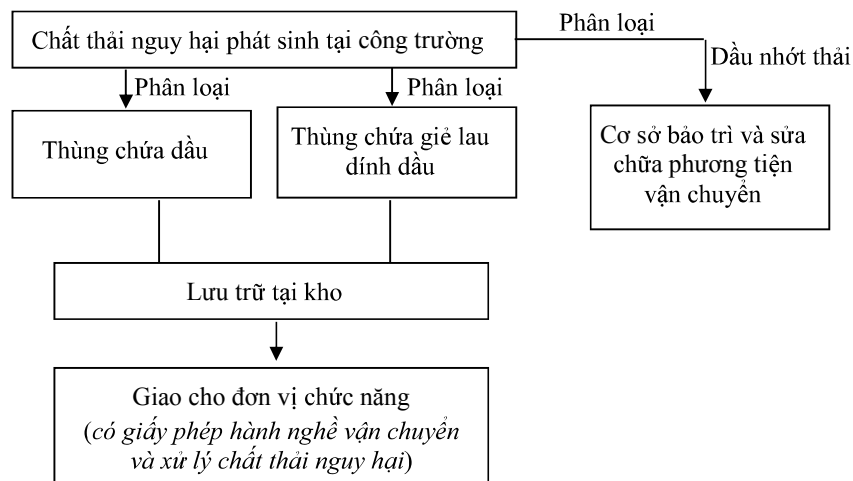 Chất thải nguy hại phát sinh tại công trường
Phân loại
Dầu nhớt thải
Phân loại
Phân loại
Thùng chứa dầu
Thùng chứa giẻ lau
dính dầu
Cơ sở bảo trì và sửa
chữa phương tiện
vận chuyển
Lưu trữ tại kho
Giao cho đơn vị chức năng
(có giấy phép hành nghề vận chuyển
và xử lý chất thải nguy hại)